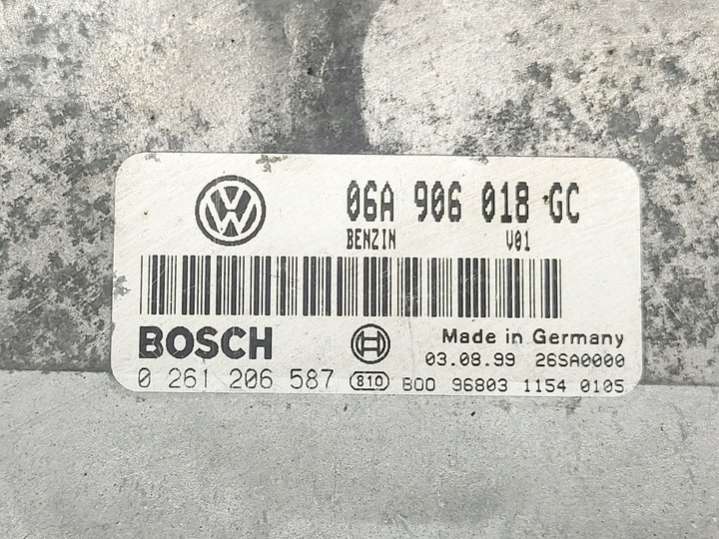 06A 906 018 GC
BENZIN V01
BOSCH
Made in Germany
03.08.99 26SA0000
0 261 206 587 810 B00 96803 1154 0105